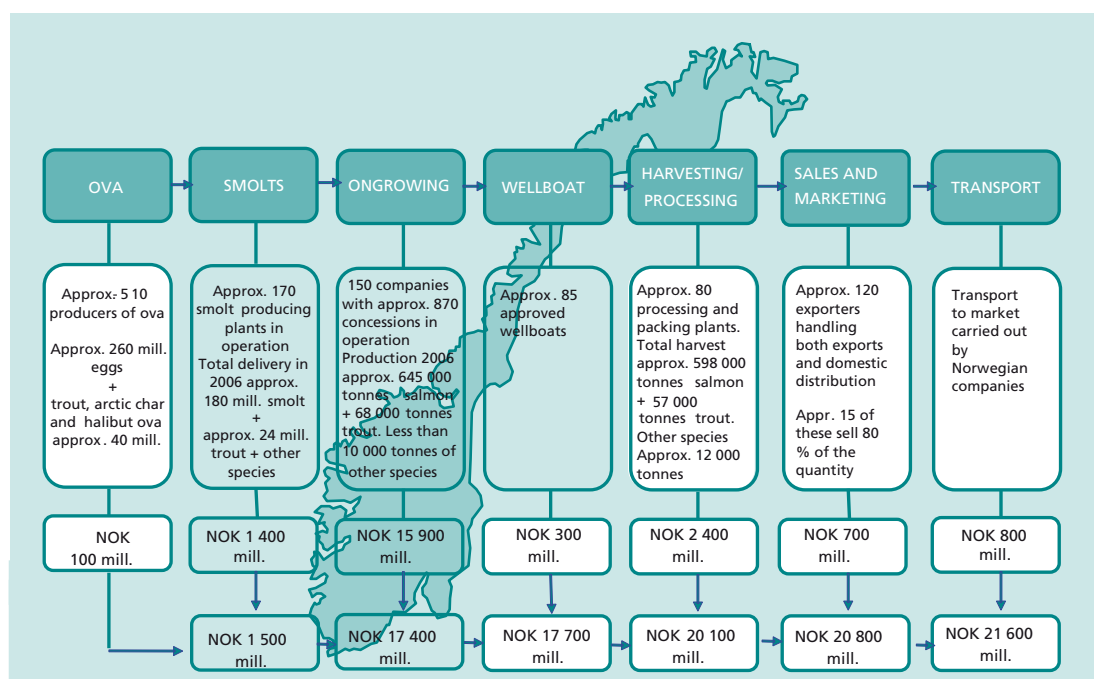 OVA
SMOLTS
ONGROWING
WELLBOAT
HARVESTING/
PROCESSING
SALES AND
MARKETING
TRANSPORT
Approx. 5 10
producers of ova
Approx. 260 mill.
eggs
+
trout, arctic char
and halibut ova
approx. 40 mill.
Approx. 170
smolt producing
plants in
operation
Total delivery in
2006 approx.
180 mill. smolt
+
approx. 24 mill.
trout + other
species
150 companies
with approx. 870
concessions in
operation
Production 2006
approx. 645 000
tonnes salmon
+ 68 000 tonnes
trout. Less than
10 000 tonnes of
other species
Approx. 85
approved
wellboats
Approx. 80
processing and
packing plants.
Total harvest
approx. 598 000
tonnes salmon
+ 57 000
tonnes trout.
Other species
Approx. 12 000
tonnes
Approx. 120
exporters
handling
both exports
and domestic
distribution
Appr. 15 of
these sell 80
% of the
quantity
Transport
to market
carried out
by
Norwegian
companies
NOK
100 mill.
NOK 1 400
mill.
NOK 15 900
mill.
NOK 300
mill.
NOK 2 400
mill.
NOK 700
mill.
NOK 800
mill.
NOK 1 500
mill.
NOK 17 400
mill.
NOK 17 700
mill.
NOK 20 100
mill.
NOK 20 800
mill.
NOK 21 600
mill.